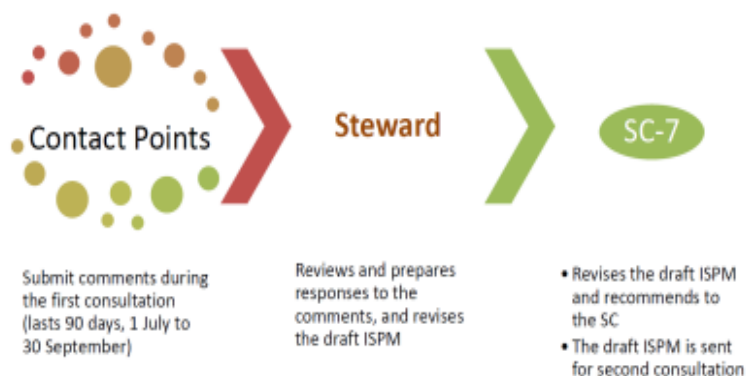 Contact Points
Steward
SC-7
Submit comments during
the first consultation
(lasts 90 days, 1 July to
30 September)
Reviews and prepares
responses to the
comments, and revises
the draft ISPM
• Revises the draft ISPM
and recommends to
the SC
• The draft ISPM is sent
for second consultation